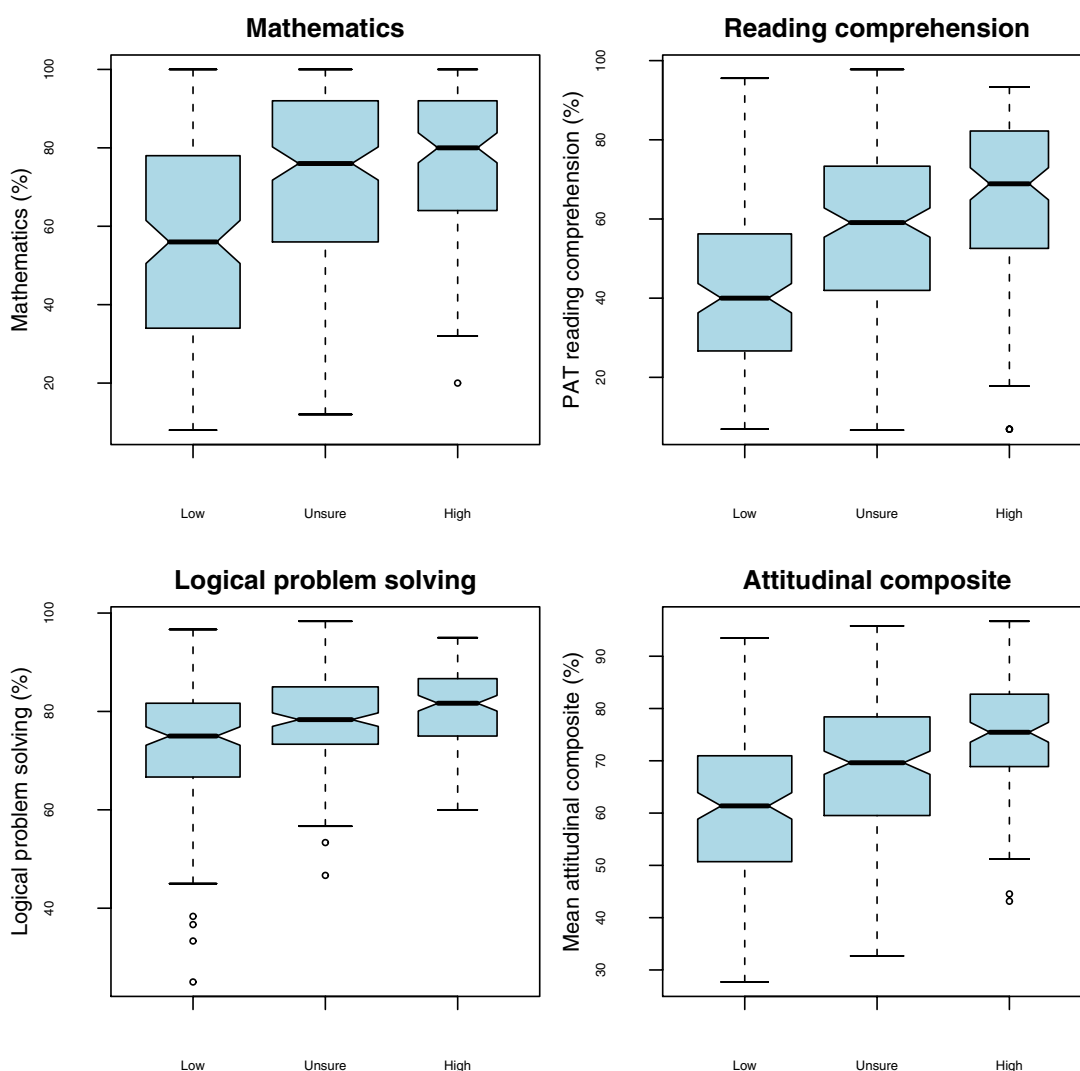 Mathematics
Mathematics (%)
100
80
60
40
20
Low Unsure High
Reading comprehension
PAT reading comprehension (%)
100
80
60
40
20
Low Unsure High
Logical problem solving
Logical problem solving (%)
100
80
60
40
Low Unsure High
Attitudinal composite
Mean attitudinal composite (%)
90
80
70
60
50
40
30
Low Unsure High